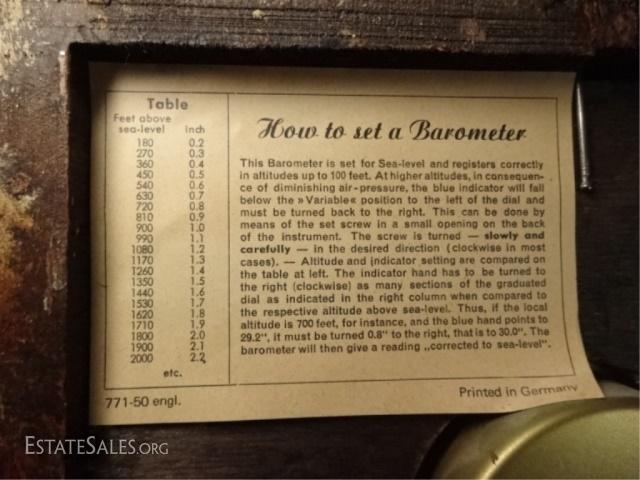 Table
Feet above
sea-level inch
180 0.2
270 0.3
360 0.4
450 0.5
540 0.6
630 0.7
720 0.8
810 0.9
900 1.0
990 1.1
1080 1.2
1170 1.3
1260 1.4
1350 1.5
1440 1.6
1530 1.7
1620 1.8
1710 1.9
1800 2.0
1900 2.1
2000 2.2
etc.
How to set a Barometer
This Barometer is set for Sea-level and registers correctly
in altitudes up to 100 feet. At higher altitudes, in consequen-
ce of diminishing air-pressure, the blue indicator will fall
below the »Variable« position to the left of the dial and
must be turned back to the right. This can be done by
means of the set screw in a small opening on the back
of the instrument. The screw is turned — slowly and
carefully — in the desired direction (clockwise in most
cases). — Altitude and indicator setting are compared on
the table at left. The indicator hand has to be turned to
the right (clockwise) as many sections of the graduated
dial as indicated in the right column when compared to
the respective altitude above sea-level. Thus, if the local
altitude is 700 feet, for instance, and the blue hand points to
29.2", it must be turned 0.8" to the right, that is to 30.0". The
barometer will then give a reading „corrected to sea-level".
771-50 engl.
Printed in Germany
ESTATESALES.ORG